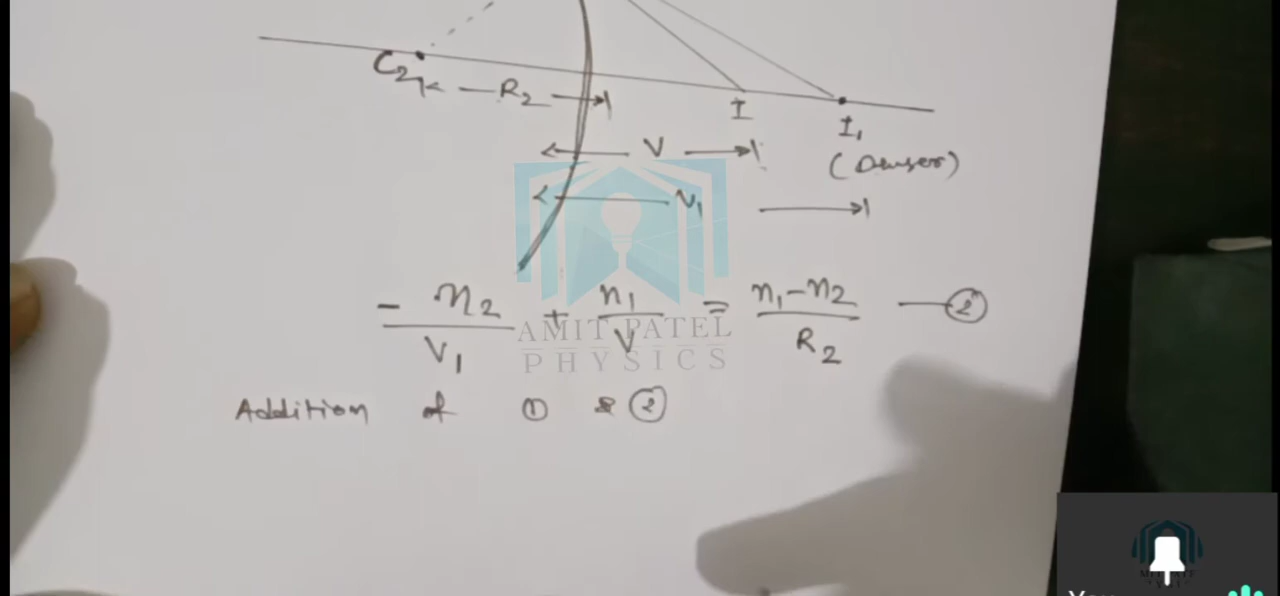 C₂ R₂ I I₁
V (Denser)
V₁
- n₂/V₁ + n₁/V = n₁-n₂/R₂ — ②
AMIT PATEL
PHYSICS
Addition of ① & ②
You